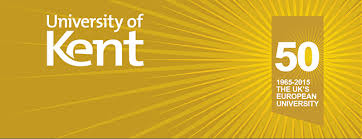 University of
Kent
50
1965-2015
THE UK'S
EUROPEAN
UNIVERSITY